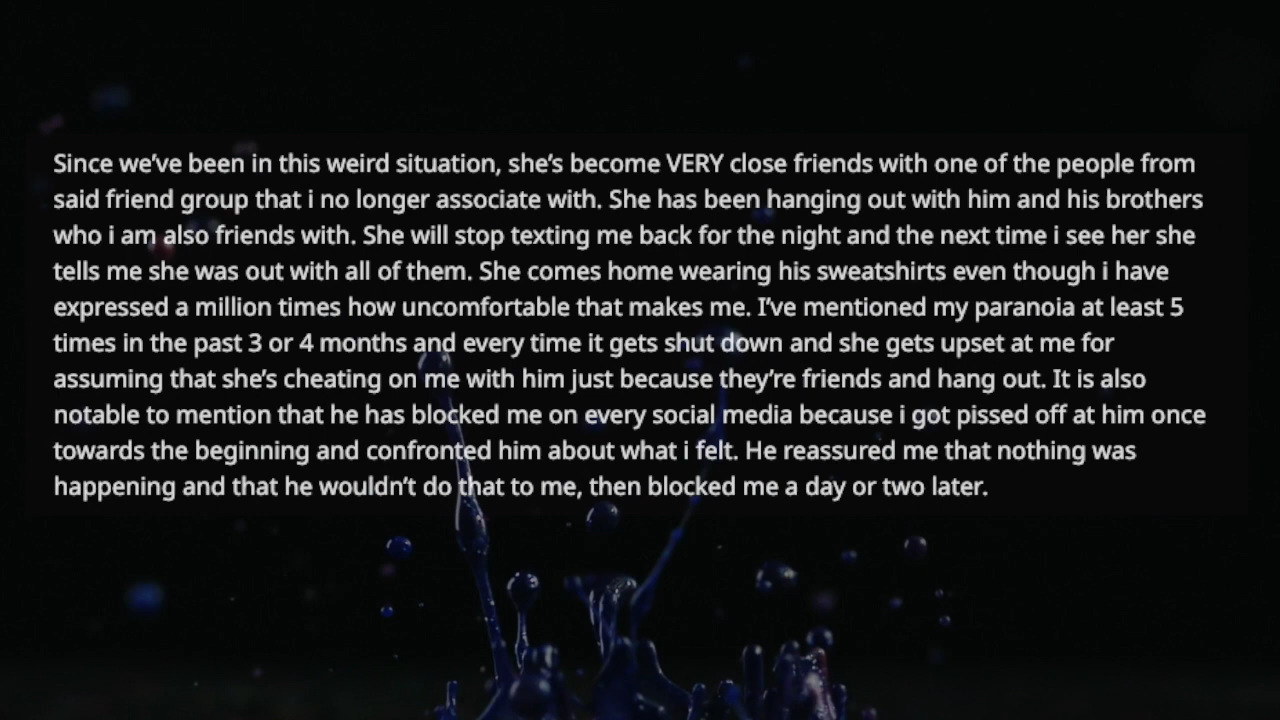 Since we’ve been in this weird situation, she’s become VERY close friends with one of the people from
said friend group that i no longer associate with. She has been hanging out with him and his brothers
who i am also friends with. She will stop texting me back for the night and the next time i see her she
tells me she was out with all of them. She comes home wearing his sweatshirts even though i have
expressed a million times how uncomfortable that makes me. I’ve mentioned my paranoia at least 5
times in the past 3 or 4 months and every time it gets shut down and she gets upset at me for
assuming that she’s cheating on me with him just because they’re friends and hang out. It is also
notable to mention that he has blocked me on every social media because i got pissed off at him once
towards the beginning and confronted him about what i felt. He reassured me that nothing was
happening and that he wouldn’t do that to me, then blocked me a day or two later.